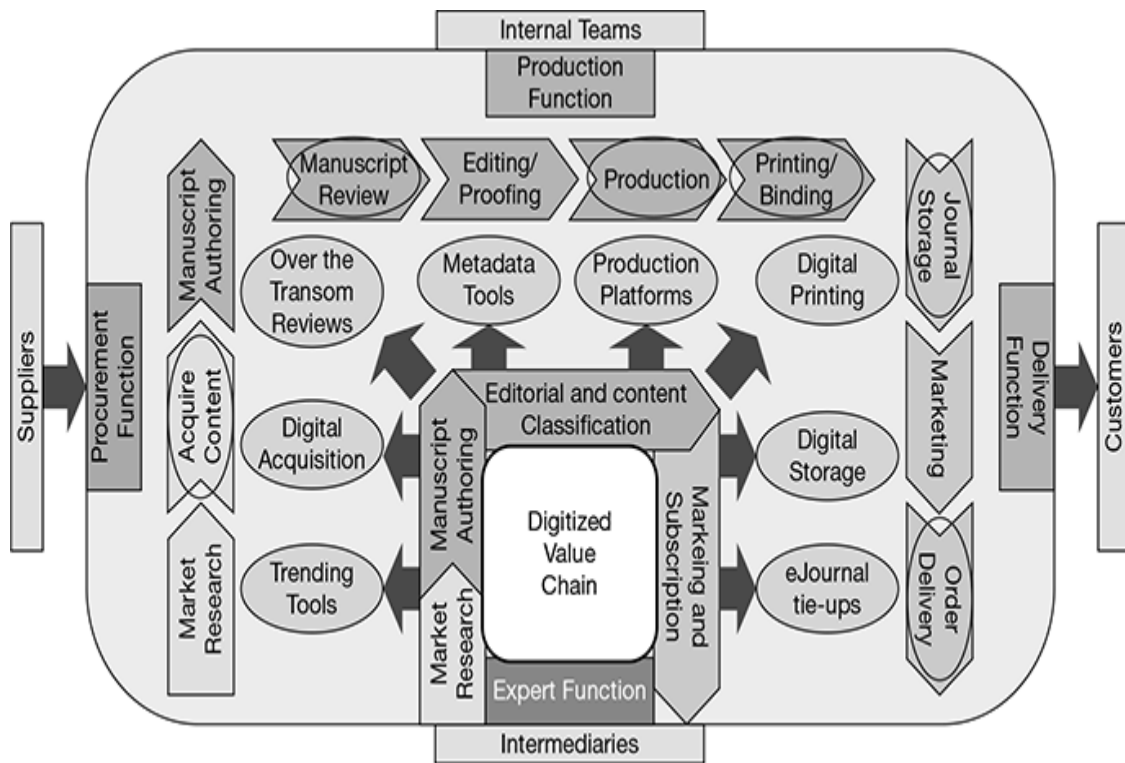 Internal Teams
Production
Function
Manuscript
Review
Editing/
Proofing
Production
Printing/
Binding
Suppliers
Procurement
Function
Manuscript
Authoring
Acquire
Content
Market
Research
Over the
Transom
Reviews
Metadata
Tools
Production
Platforms
Digital
Printing
Digital
Acquisition
Trending
Tools
Editorial and content
Classification
Manuscript
Authoring
Market
Research
Digitized
Value
Chain
Markeing and
Subscription
Expert Function
Digital
Storage
eJournal
tie-ups
Journal
Storage
Marketing
Order
Delivery
Delivery
Function
Customers
Intermediaries